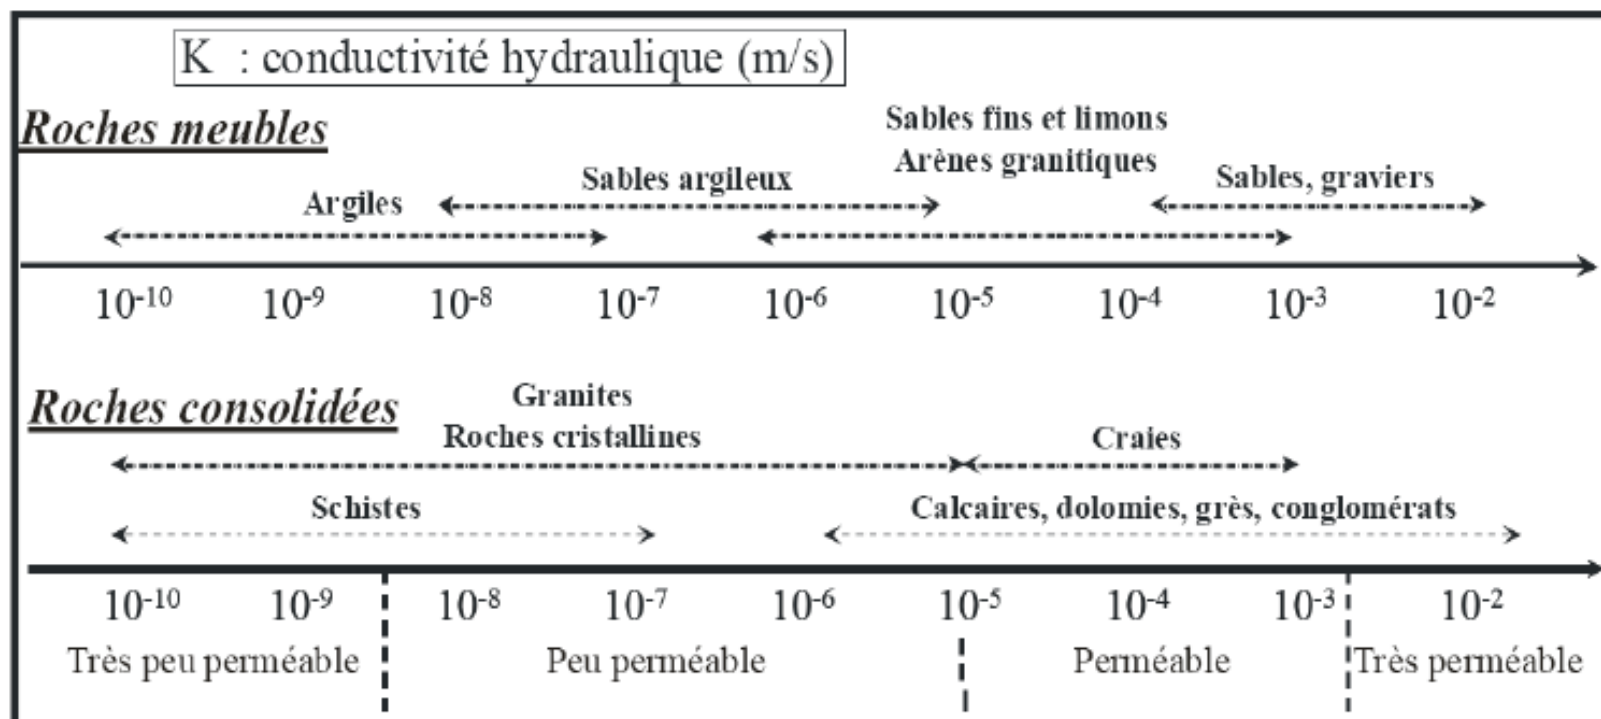 K : conductivité hydraulique (m/s)
Roches meubles
Sables fins et limons
Arènes granitiques
Sables argileux
Sables, graviers
Argiles
10⁻¹⁰ 10⁻⁹ 10⁻⁸ 10⁻⁷ 10⁻⁶ 10⁻⁵ 10⁻⁴ 10⁻³ 10⁻²
Roches consolidées
Granites
Roches cristallines
Craies
Schistes
Calcaires, dolomies, grès, conglomérats
10⁻¹⁰ 10⁻⁹ 10⁻⁸ 10⁻⁷ 10⁻⁶ 10⁻⁵ 10⁻⁴ 10⁻³ 10⁻²
Très peu perméable Peu perméable Perméable Très perméable